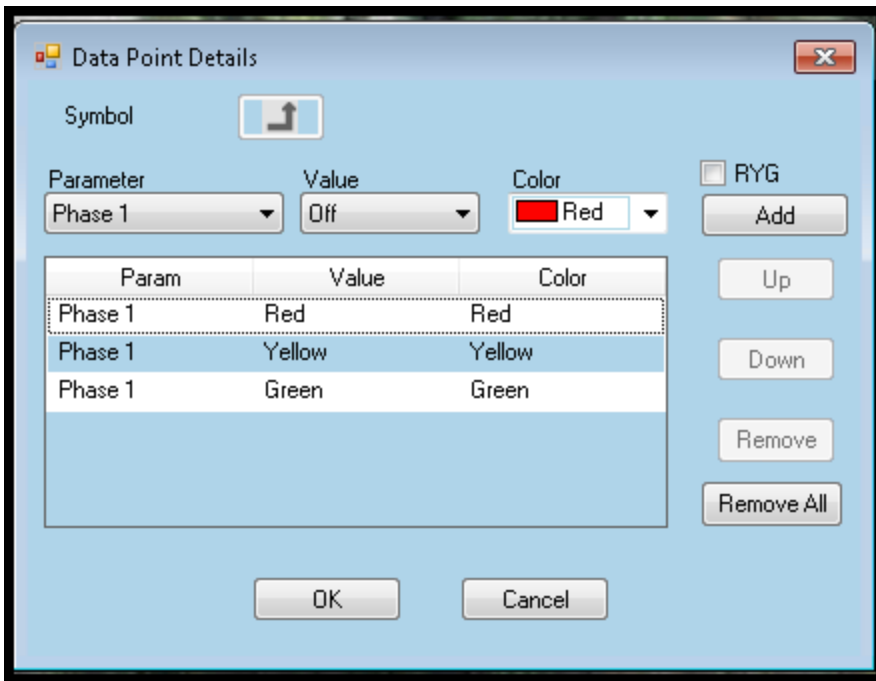 Data Point Details
Symbol
Parameter Value Color RYG
Phase 1 Off Red Add
Param Value Color Up
Phase 1 Red Red
Phase 1 Yellow Yellow Down
Phase 1 Green Green
Remove
Remove All
OK Cancel